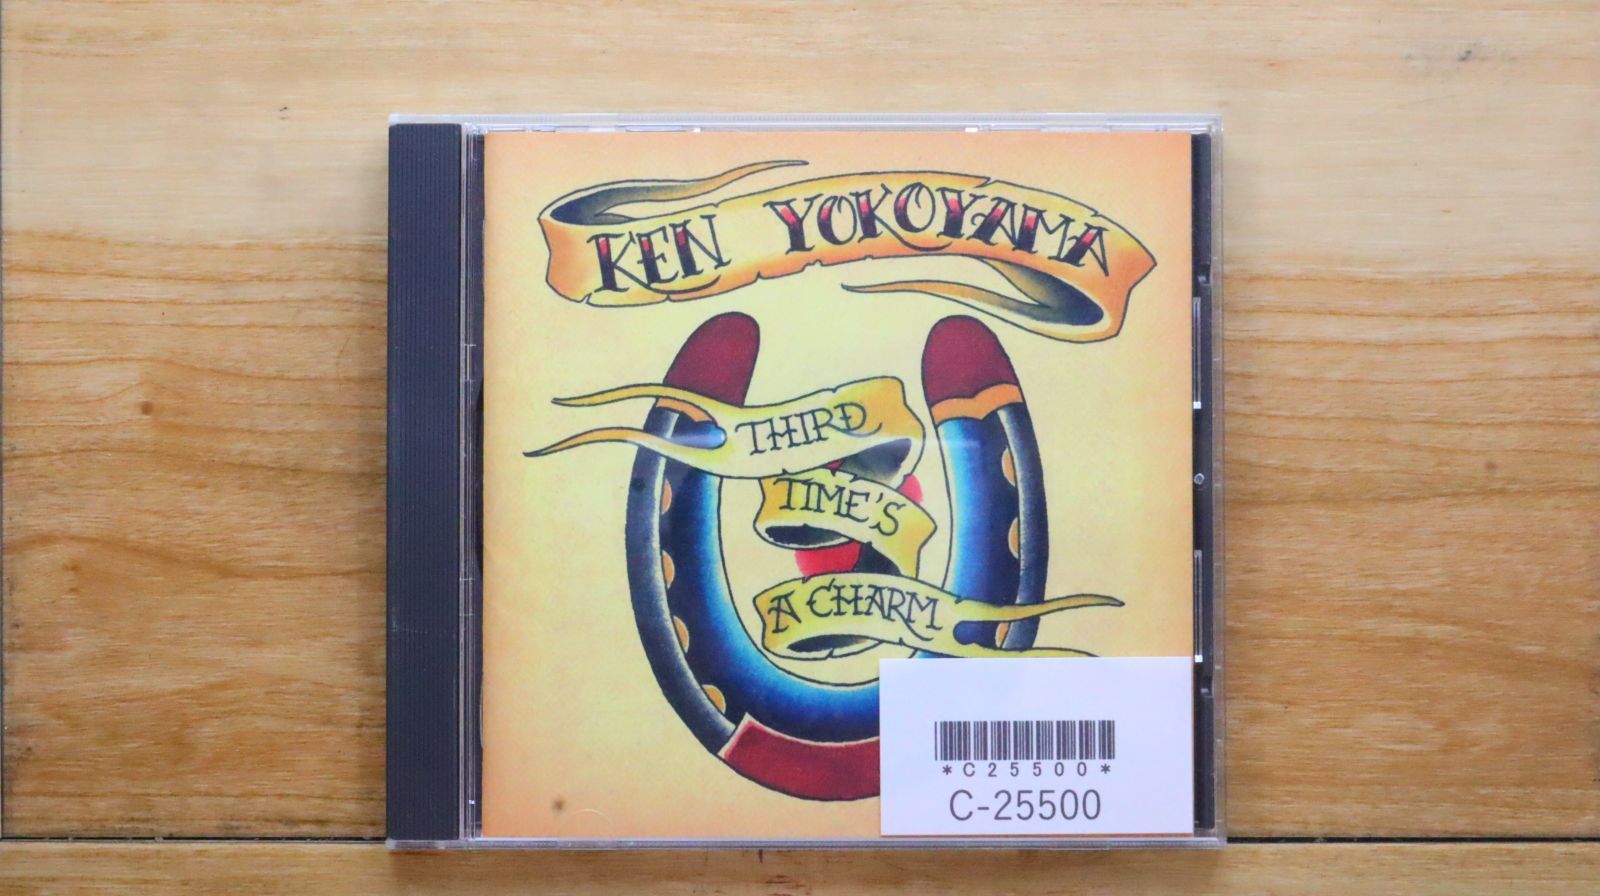 KEN YOKOYAMA
THIRD
TIME'S
A CHARM
*C25500*
C-25500